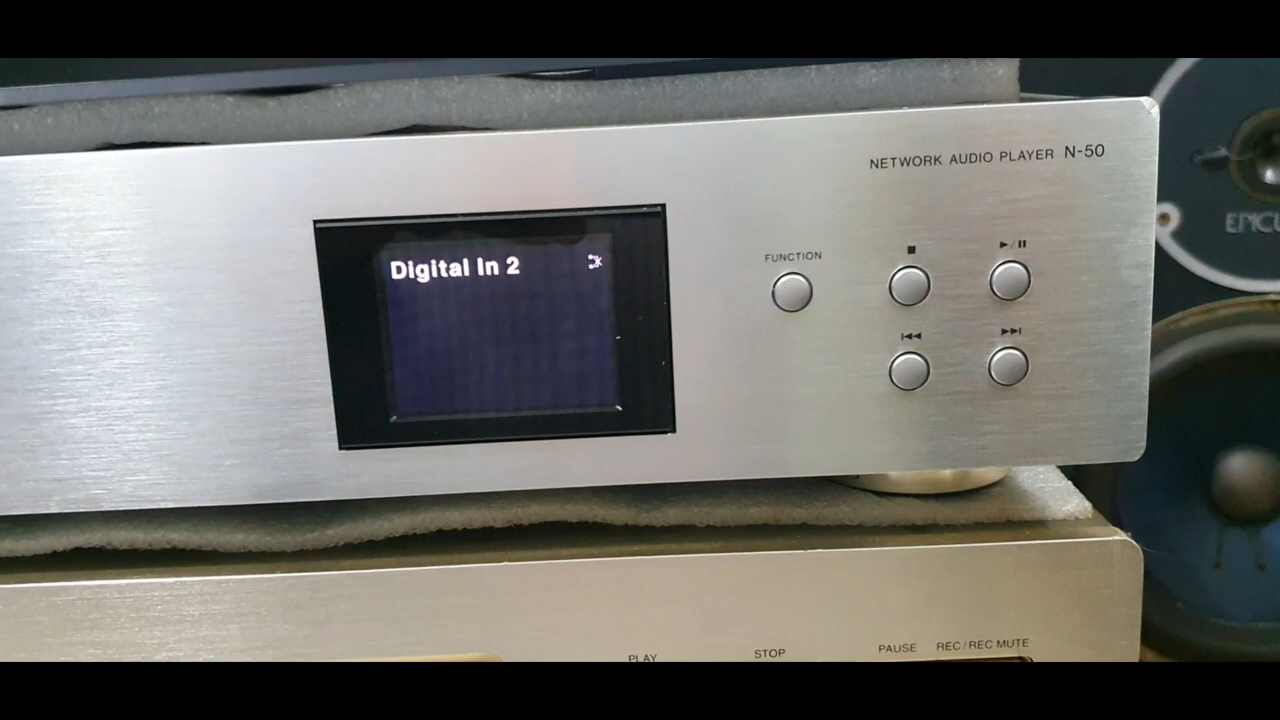 NETWORK AUDIO PLAYER N-50
Digital In 2
FUNCTION
PLAY
STOP
PAUSE
REC/REC MUTE